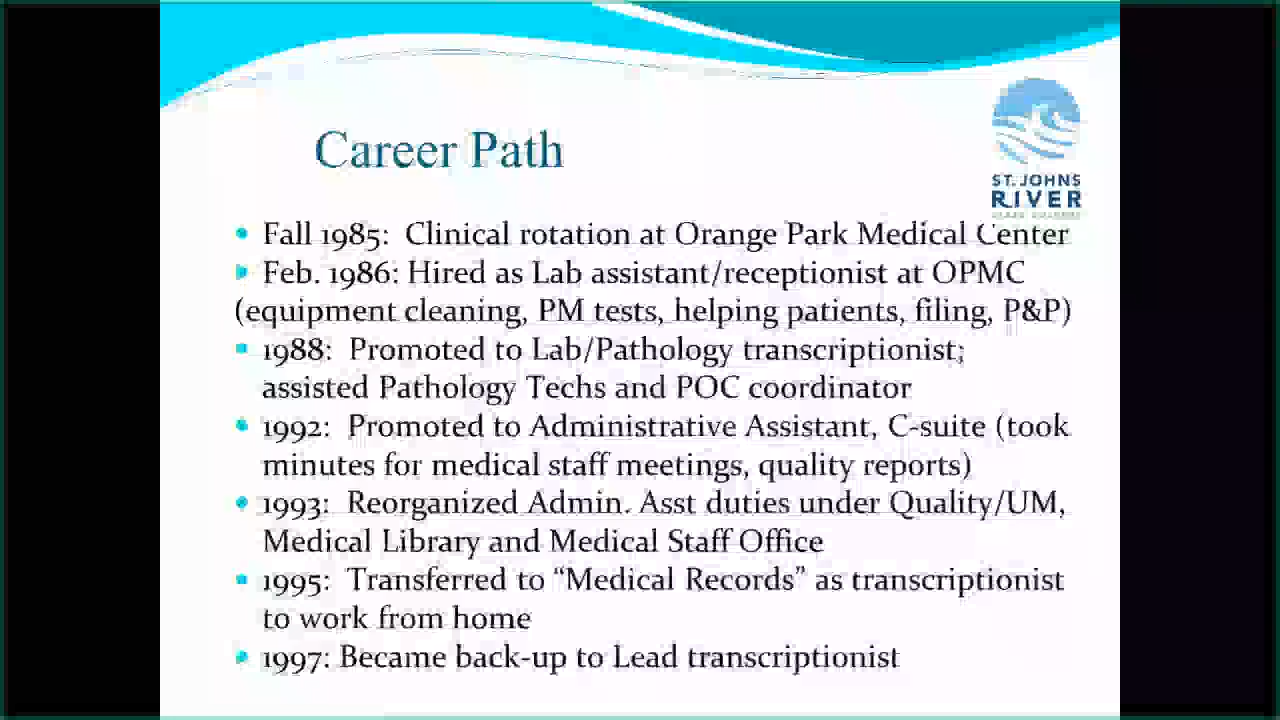 Career Path
ST. JOHNS
RIVER
• Fall 1985: Clinical rotation at Orange Park Medical Center
• Feb. 1986: Hired as Lab assistant/receptionist at OPMC
(equipment cleaning, PM tests, helping patients, filing, P&P)
• 1988: Promoted to Lab/Pathology transcriptionist;
assisted Pathology Techs and POC coordinator
• 1992: Promoted to Administrative Assistant, C-suite (took
minutes for medical staff meetings, quality reports)
• 1993: Reorganized Admin. Asst duties under Quality/UM,
Medical Library and Medical Staff Office
• 1995: Transferred to “Medical Records” as transcriptionist
to work from home
• 1997: Became back-up to Lead transcriptionist